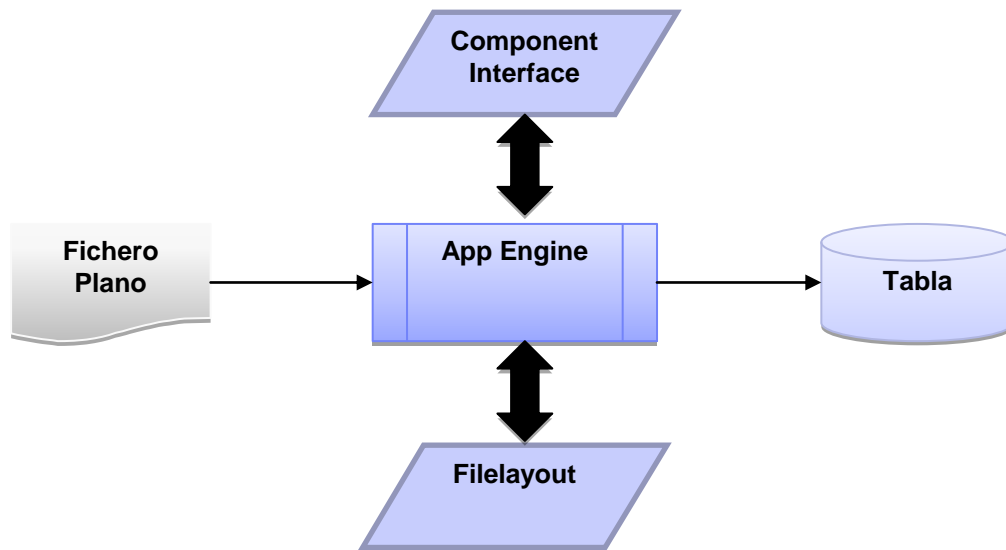 Component
Interface
Fichero
Plano
App Engine
Tabla
Filelayout